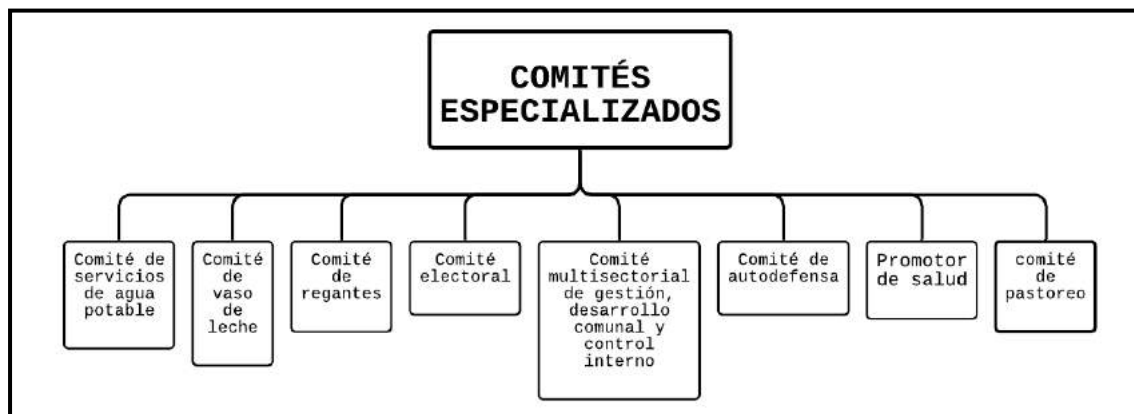 COMITÉS
ESPECIALIZADOS
Comité de
servicios
de agua
potable
Comité
de
vaso
de
leche
Comité
de
regantes
Comité
electoral
Comité
multisectorial
de gestión,
desarrollo
comunal y
control
interno
Comité de
autodefensa
Promotor
de salud
comité
de
pastoreo